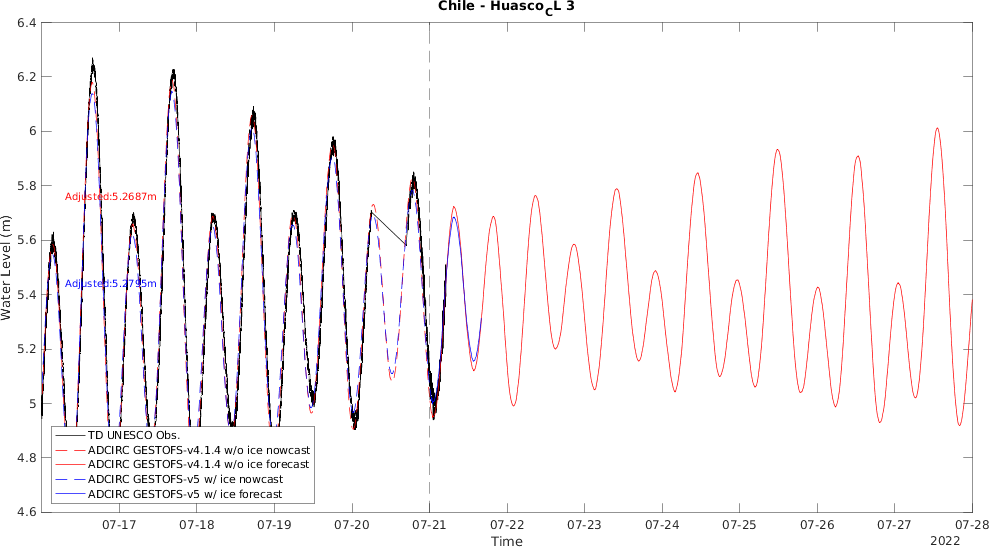 Chile - Huasco_CL 3
6.4
6.2
6
5.8
5.6
5.4
5.2
5
4.8
4.6
Water Level (m)
Adjusted:5.2687m
Adjusted:5.2795m
TD UNESCO Obs.
ADCIRC GESTOFS-v4.1.4 w/o ice nowcast
ADCIRC GESTOFS-v4.1.4 w/o ice forecast
ADCIRC GESTOFS-v5 w/ ice nowcast
ADCIRC GESTOFS-v5 w/ ice forecast
07-17 07-18 07-19 07-20 07-21 07-22 07-23 07-24 07-25 07-26 07-27 07-28
Time
2022